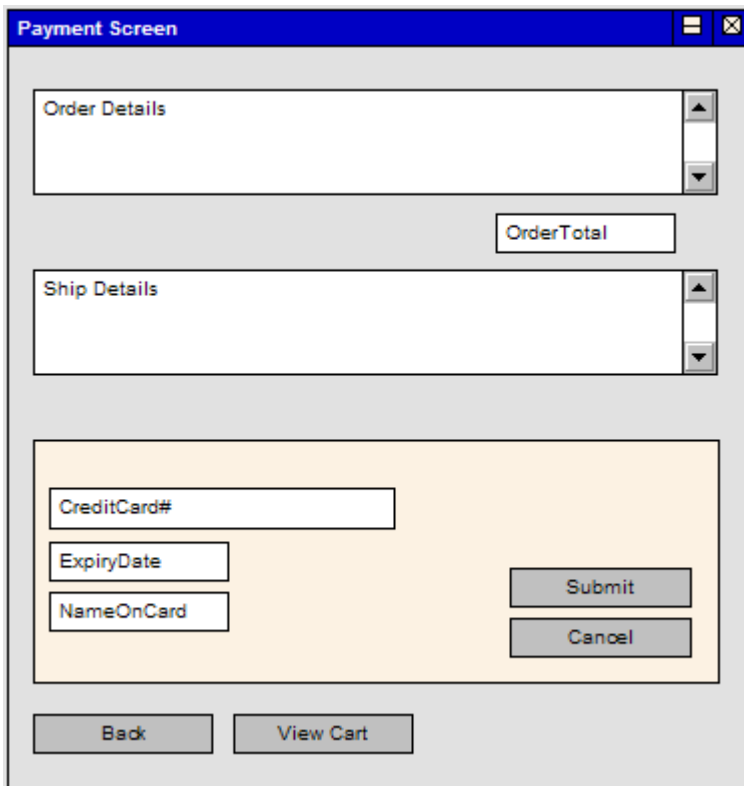 Payment Screen
Order Details
OrderTotal
Ship Details
CreditCard#
ExpiryDate
NameOnCard
Submit
Cancel
Back
View Cart